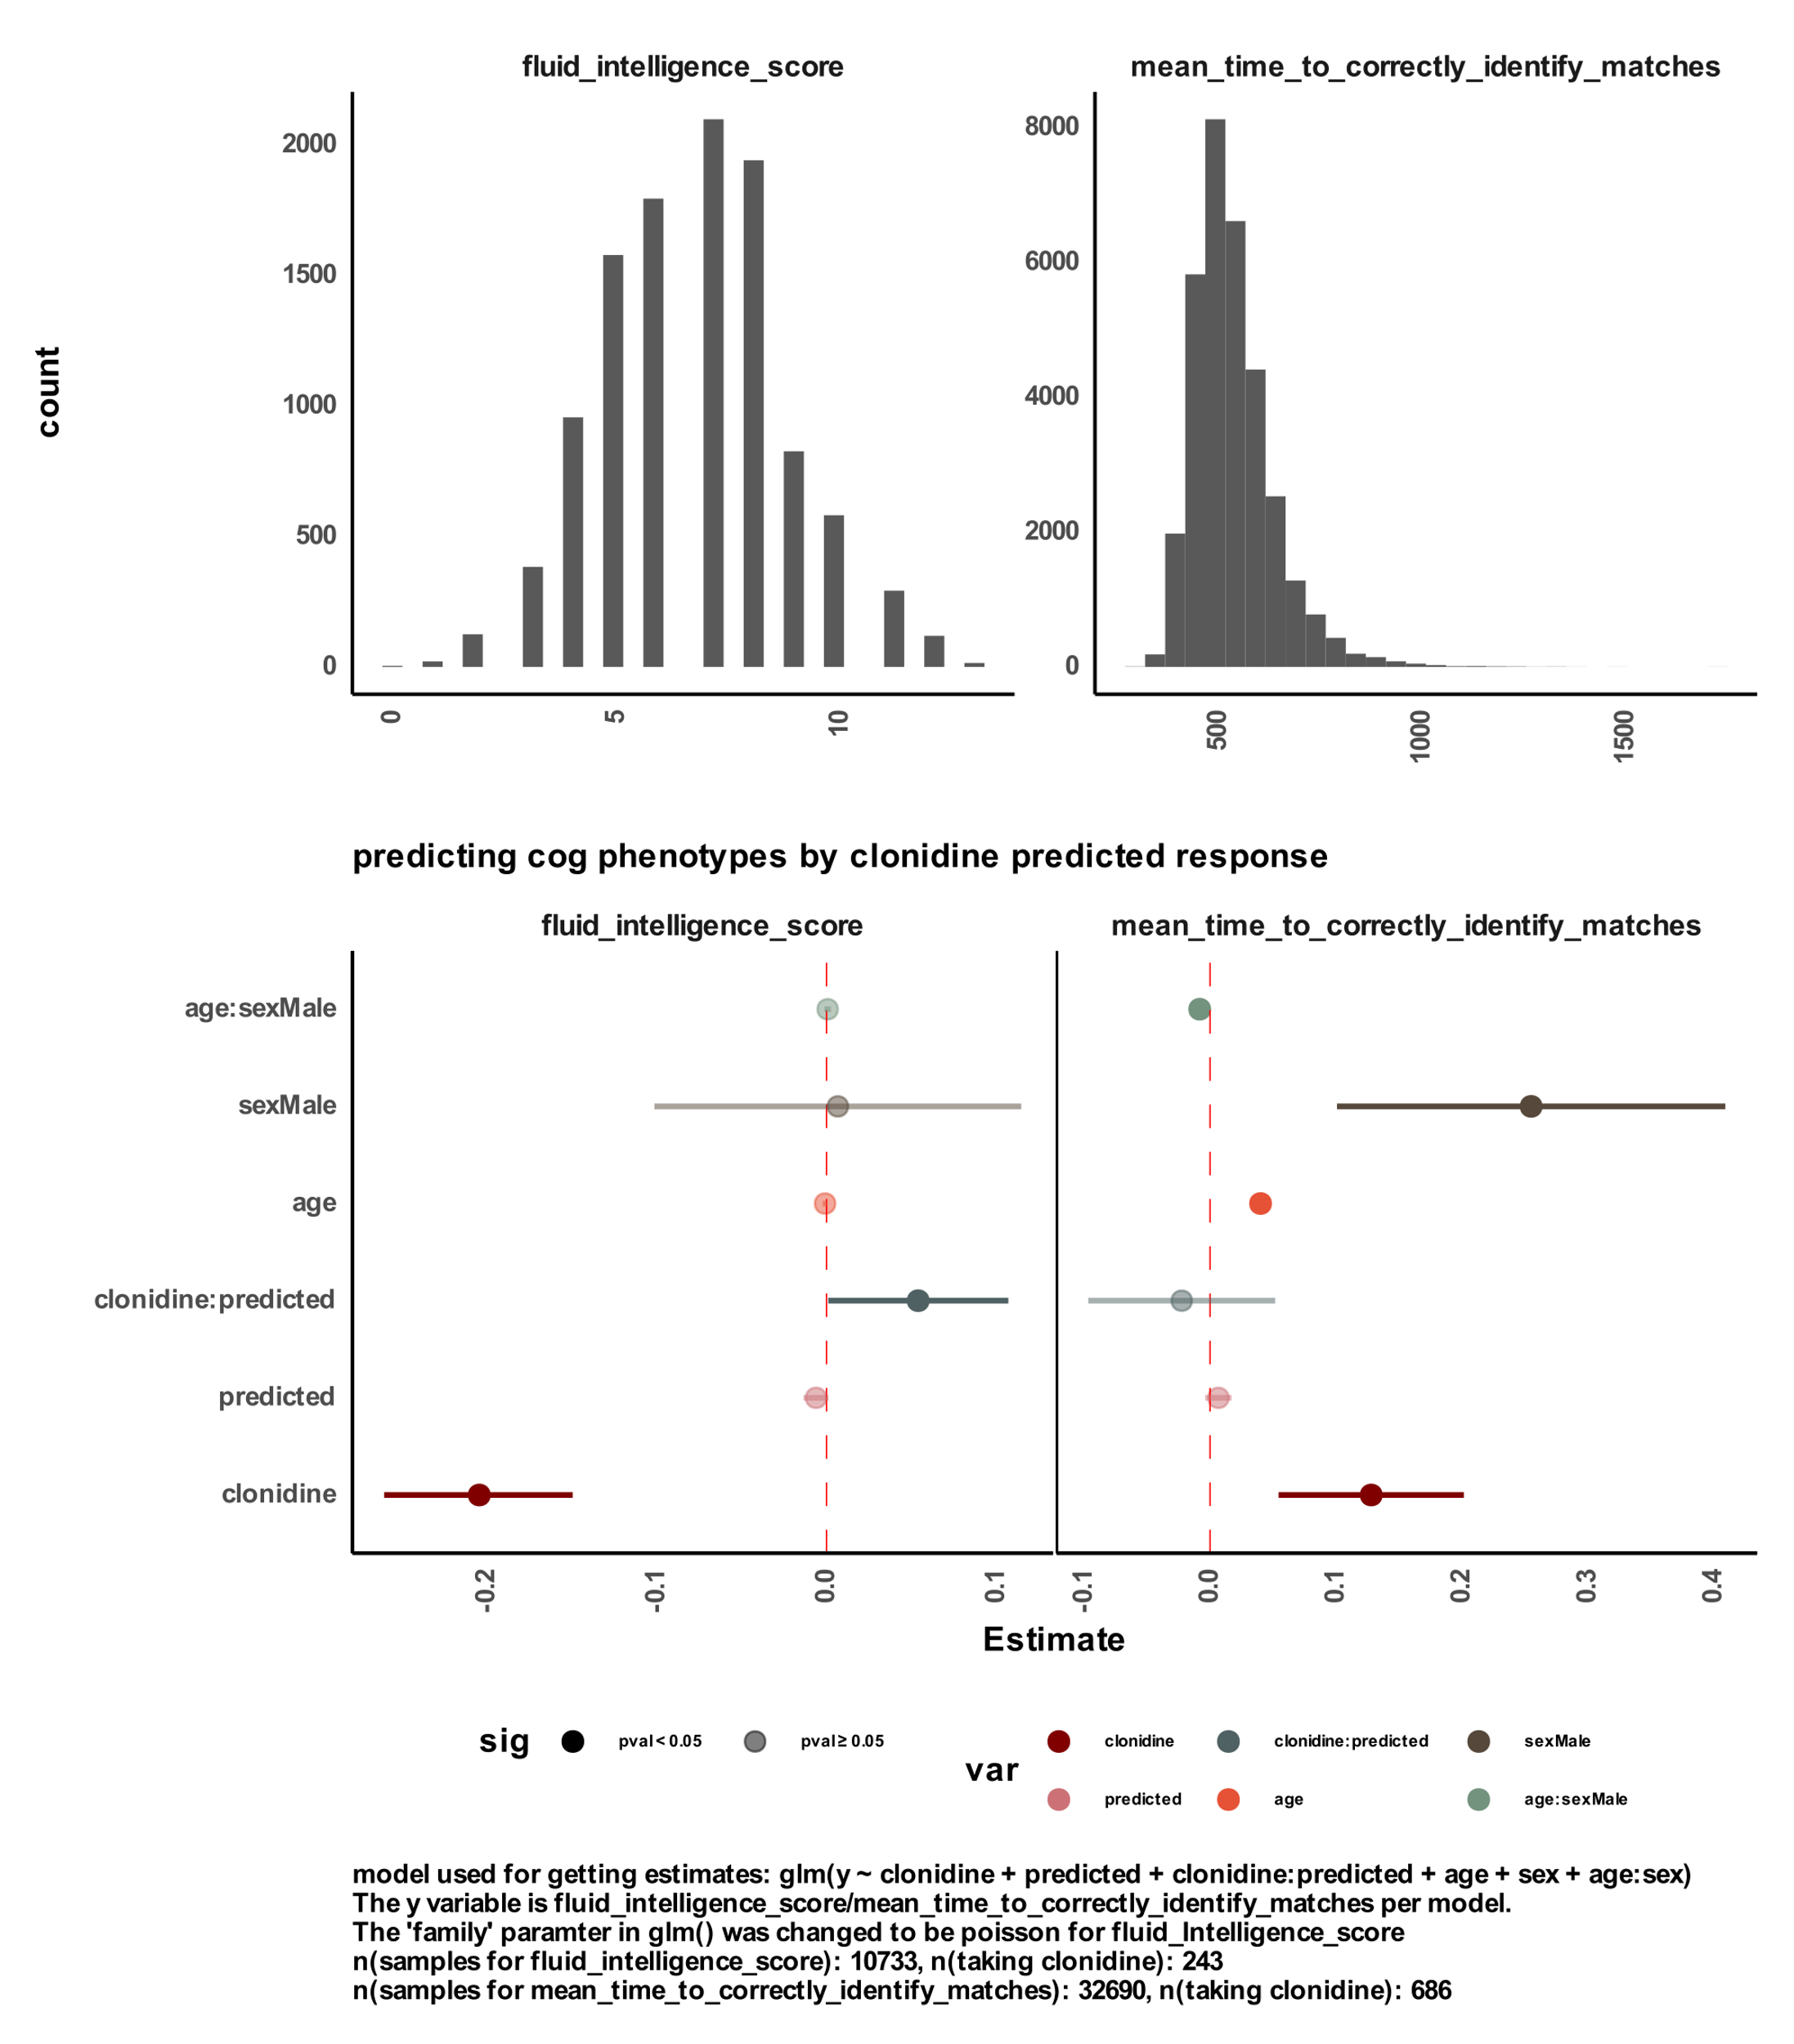 fluid_intelligence_score
mean_time_to_correctly_identify_matches
count
2000
1500
1000
500
0
8000
6000
4000
2000
0
0
5
10
500
1000
1500
predicting cog phenotypes by clonidine predicted response
fluid_intelligence_score
mean_time_to_correctly_identify_matches
age:sexMale
sexMale
age
clonidine:predicted
predicted
clonidine
-0.2
-0.1
0.0
0.1
-0.1
0.0
0.1
0.2
0.3
0.4
Estimate
sig
pval < 0.05
pval ≥ 0.05
var
clonidine
clonidine:predicted
sexMale
predicted
age
age:sexMale
model used for getting estimates: glm(y ~ clonidine + predicted + clonidine:predicted + age + sex + age:sex)
The y variable is fluid_intelligence_score/mean_time_to_correctly_identify_matches per model.
The 'family' paramter in glm() was changed to be poisson for fluid_Intelligence_score
n(samples for fluid_intelligence_score): 10733, n(taking clonidine): 243
n(samples for mean_time_to_correctly_identify_matches): 32690, n(taking clonidine): 686